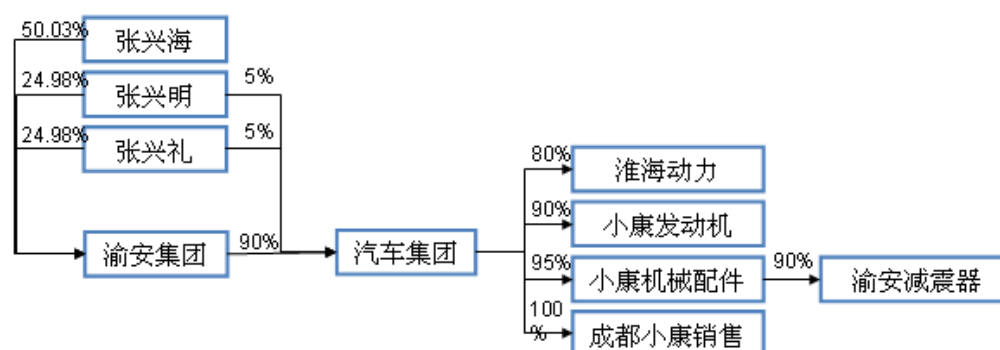 50.03%
张兴海
24.98%
张兴明
5%
24.98%
张兴礼
5%
80%
淮海动力
90%
小康发动机
渝安集团
90%
汽车集团
95%
小康机械配件
90%
渝安减震器
100
%
成都小康销售